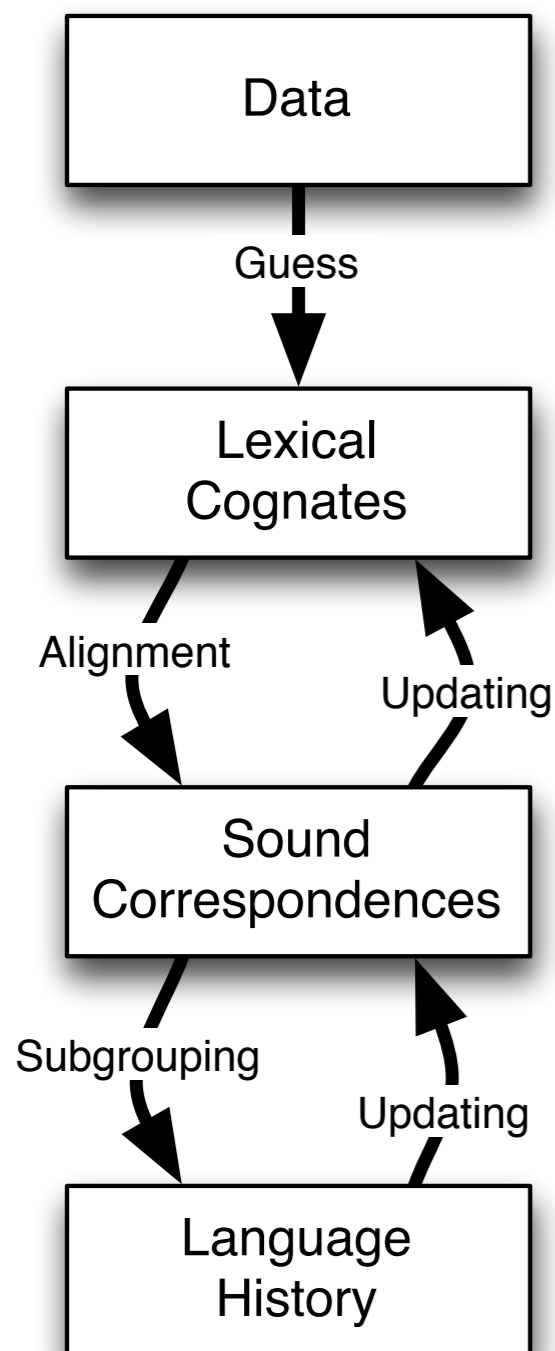 Data
Guess
Lexical
Cognates
Alignment
Updating
Sound
Correspondences
Subgrouping
Updating
Language
History